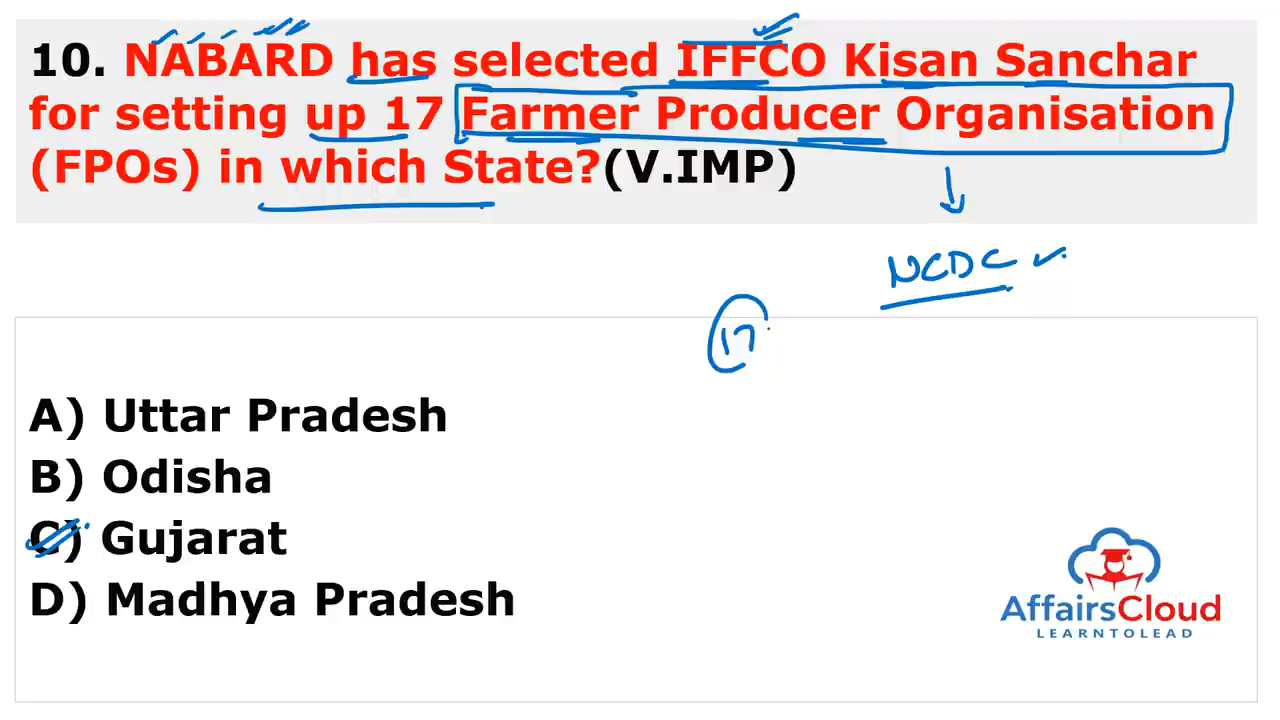 10. NABARD has selected IFFCO Kisan Sanchar
for setting up 17 Farmer Producer Organisation
(FPOs) in which State?(V.IMP)
NCDC
17
A) Uttar Pradesh
B) Odisha
C) Gujarat
D) Madhya Pradesh
AffairsCloud
LEARNTOLEAD